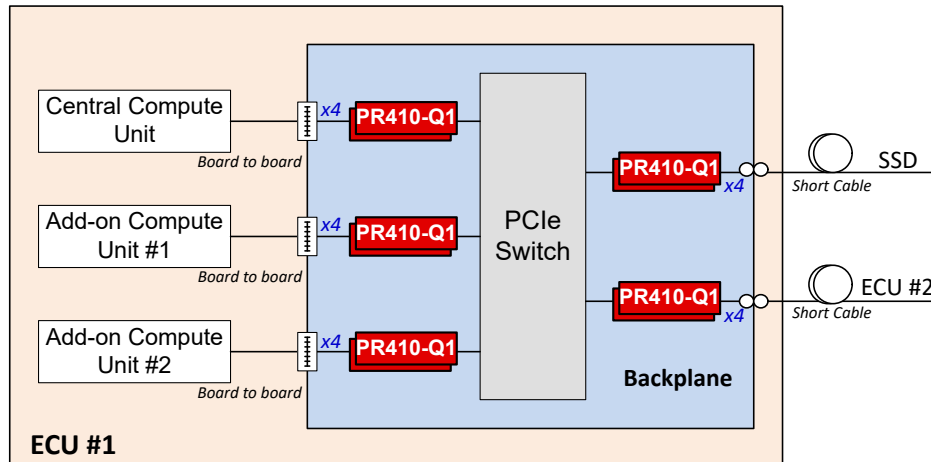 Central Compute
Unit
x4
PR410-Q1
Board to board
Add-on Compute
Unit #1
x4
PR410-Q1
Board to board
Add-on Compute
Unit #2
x4
PR410-Q1
Board to board
PCIe
Switch
PR410-Q1
x4
SSD
Short Cable
PR410-Q1
x4
ECU #2
Short Cable
Backplane
ECU #1